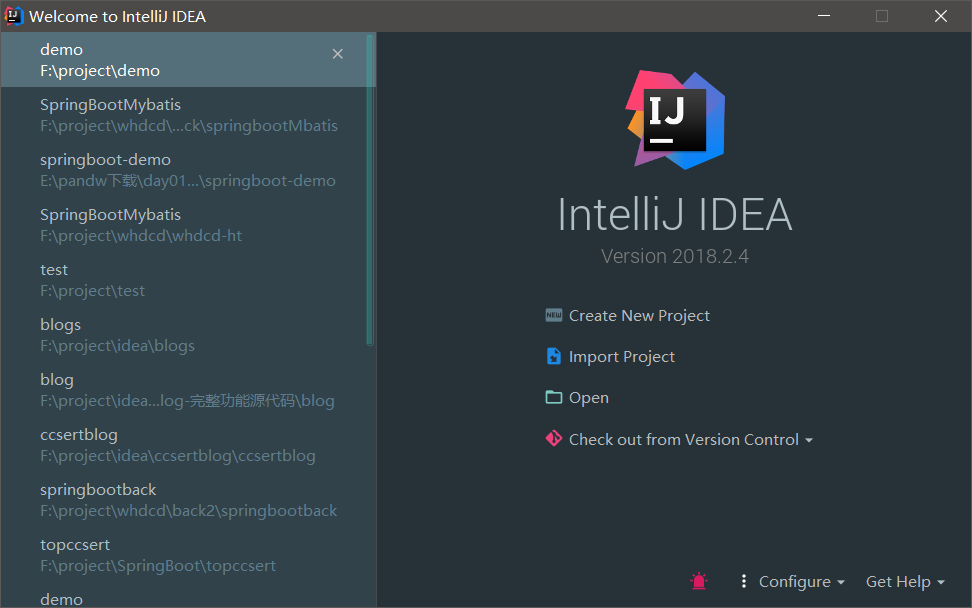 Welcome to IntelliJ IDEA
demo
F:\project\demo
SpringBootMybatis
F:\project\whdcd\...ck\springbootMbatis
springboot-demo
E:\pandw下载\day01...\springboot-demo
SpringBootMybatis
F:\project\whdcd\whdcd-ht
test
F:\project\test
blogs
F:\project\idea\blogs
blog
F:\project\idea...log-完整功能源代码\blog
ccsertblog
F:\project\idea\ccsertblog\ccsertblog
springbootback
F:\project\whdcd\back2\springbootback
topccsert
F:\project\SpringBoot\topccsert
demo
IJ
IntelliJ IDEA
Version 2018.2.4
NEW Create New Project
Import Project
Open
Check out from Version Control
Configure
Get Help